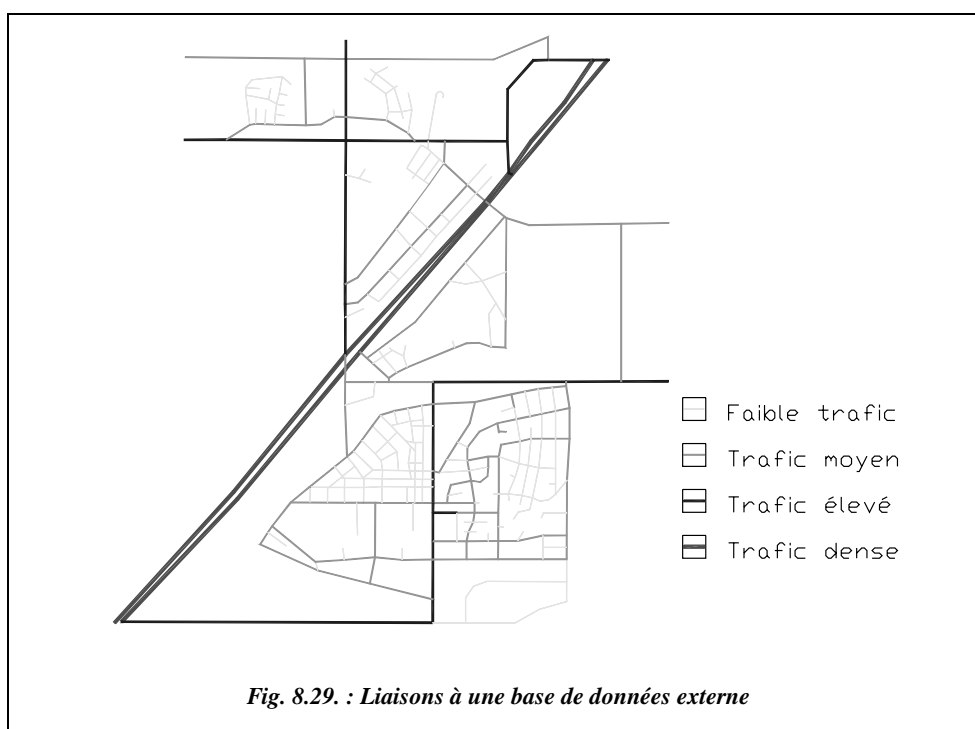 Faible trafic
Trafic moyen
Trafic élevé
Trafic dense
Fig. 8.29. : Liaisons à une base de données externe